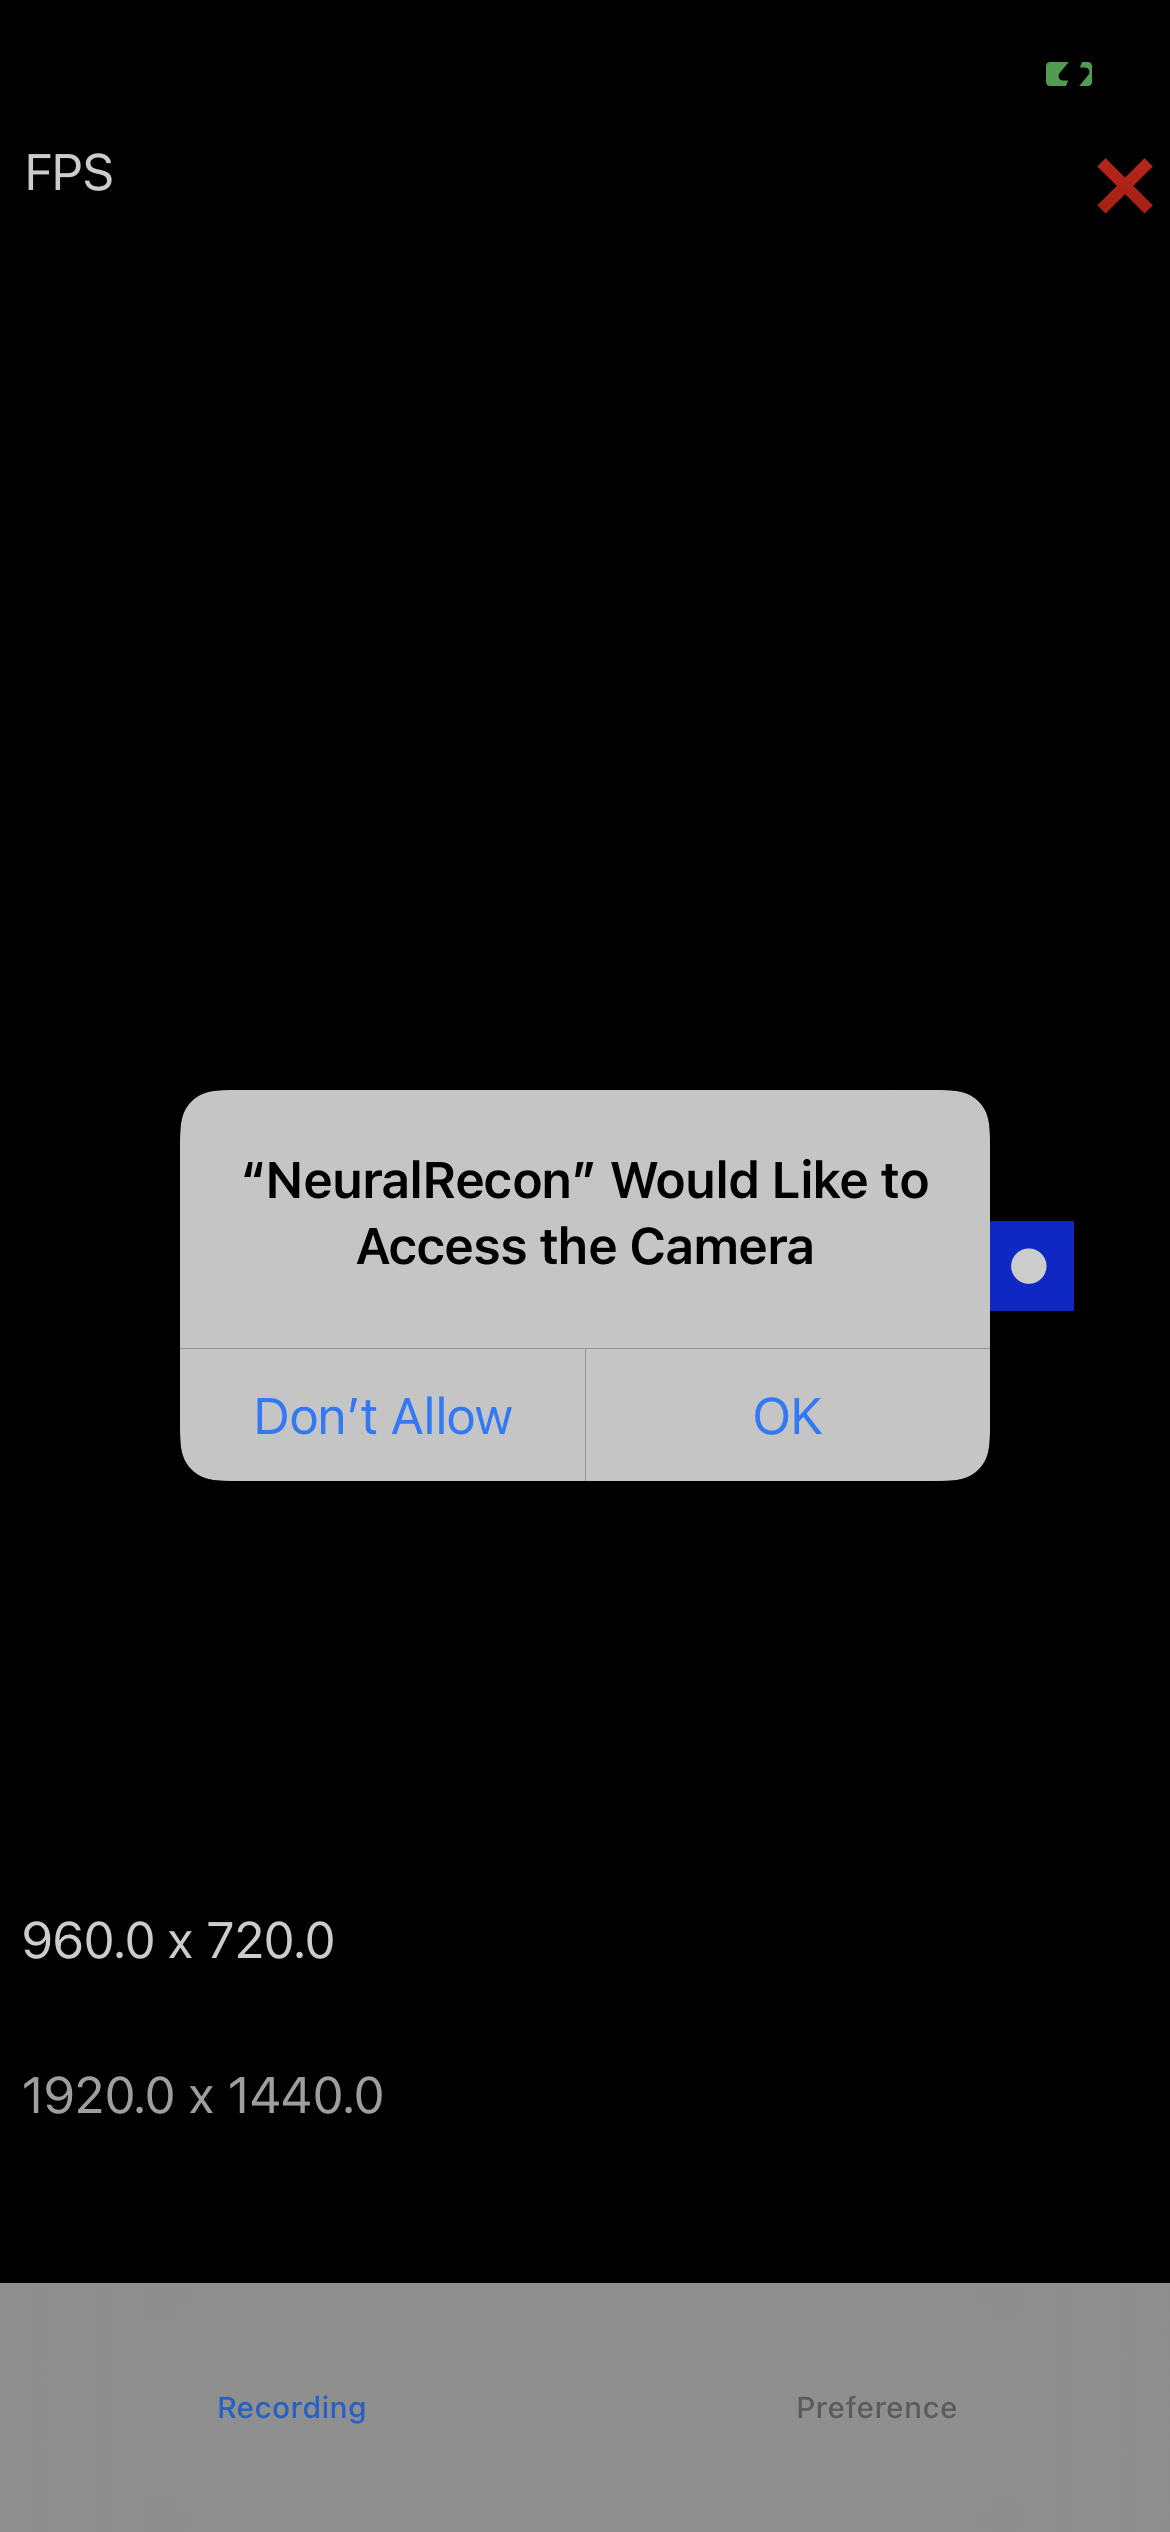 FPS
“NeuralRecon” Would Like to
Access the Camera
Don’t Allow
OK
960.0 x 720.0
1920.0 x 1440.0
Recording
Preference